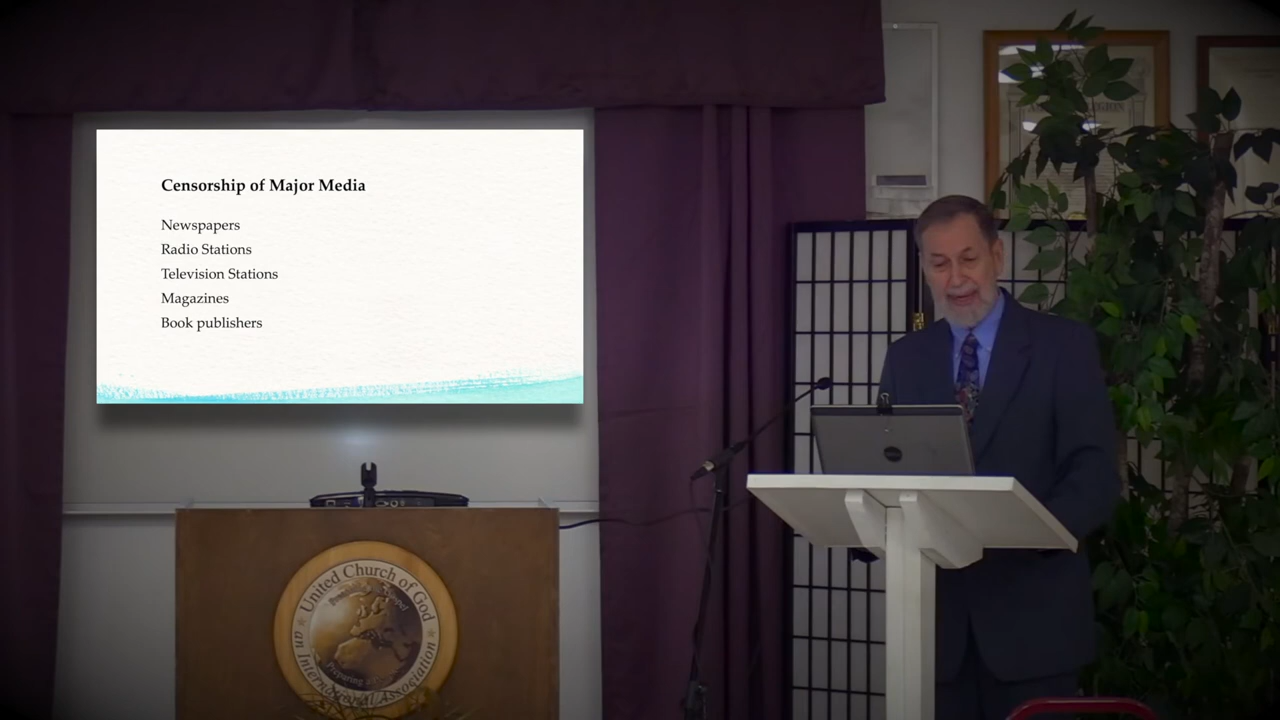 Censorship of Major Media
Newspapers
Radio Stations
Television Stations
Magazines
Book publishers
United Church of God
an International Association